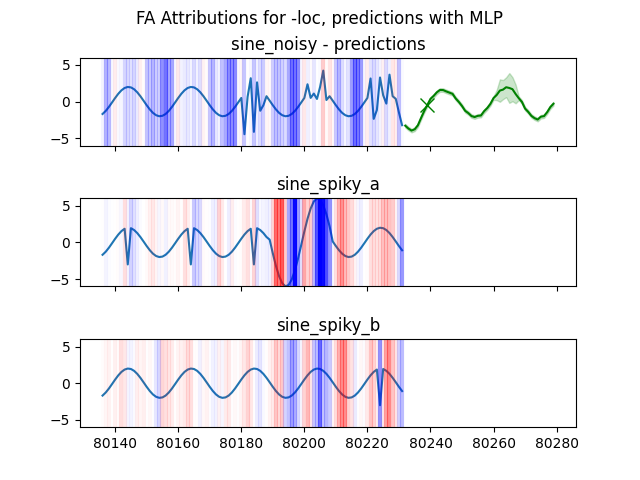 FA Attributions for -loc, predictions with MLP
sine_noisy - predictions
5
0
−5
sine_spiky_a
5
0
−5
sine_spiky_b
5
0
−5
80140 80160 80180 80200 80220 80240 80260 80280